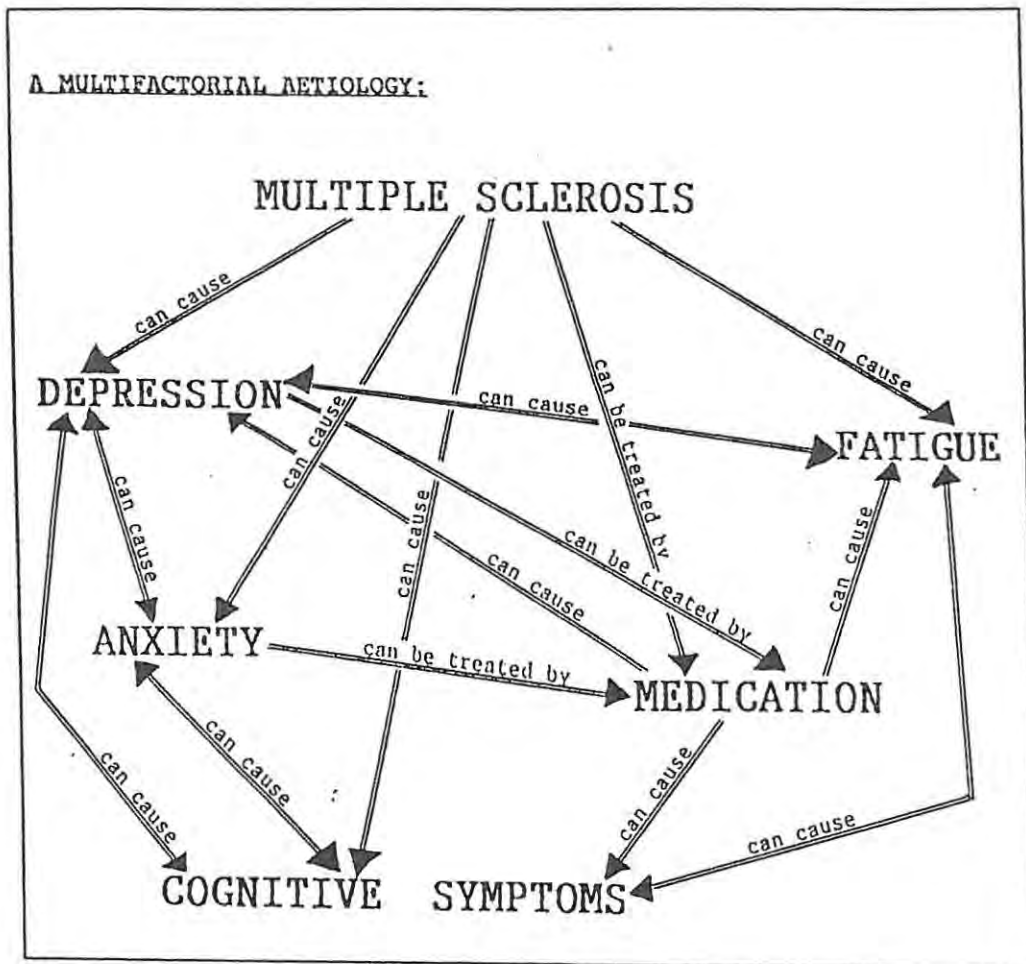 A MULTIFACTORIAL AETIOLOGY:
MULTIPLE SCLEROSIS
can cause
can cause
can cause
can be treated by
can cause
DEPRESSION
can cause
FATIGUE
can cause
can cause
can be treated by
can cause
ANXIETY
can be treated by
MEDICATION
can cause
can cause
can cause
can cause
COGNITIVE SYMPTOMS